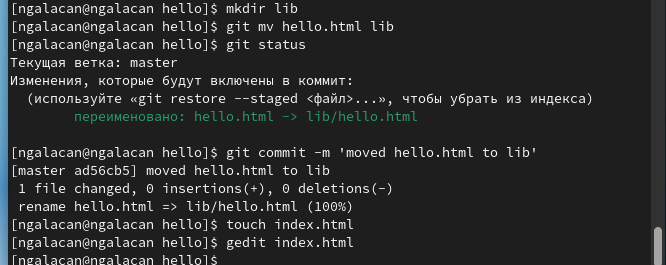 [ngalacan@ngalacan hello]$ mkdir lib
[ngalacan@ngalacan hello]$ git mv hello.html lib
[ngalacan@ngalacan hello]$ git status
Текущая ветка: master
Изменения, которые будут включены в коммит:
  (используйте «git restore --staged <файл>...», чтобы убрать из индекса)
        переименовано: hello.html -> lib/hello.html

[ngalacan@ngalacan hello]$ git commit -m 'moved hello.html to lib'
[master ad56cb5] moved hello.html to lib
 1 file changed, 0 insertions(+), 0 deletions(-)
 rename hello.html => lib/hello.html (100%)
[ngalacan@ngalacan hello]$ touch index.html
[ngalacan@ngalacan hello]$ gedit index.html
[ngalacan@ngalacan hello]$